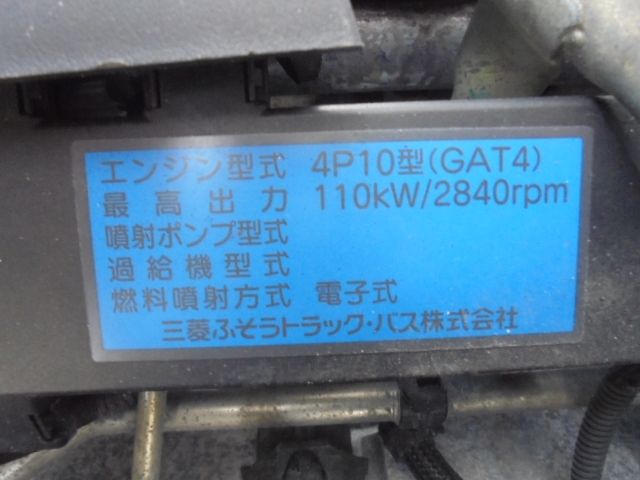 エンジン型式 4P10型(GAT4)
最高出力 110kW/2840rpm
噴射ポンプ型式
過給機型式
燃料噴射方式 電子式
三菱ふそうトラック・バス株式会社